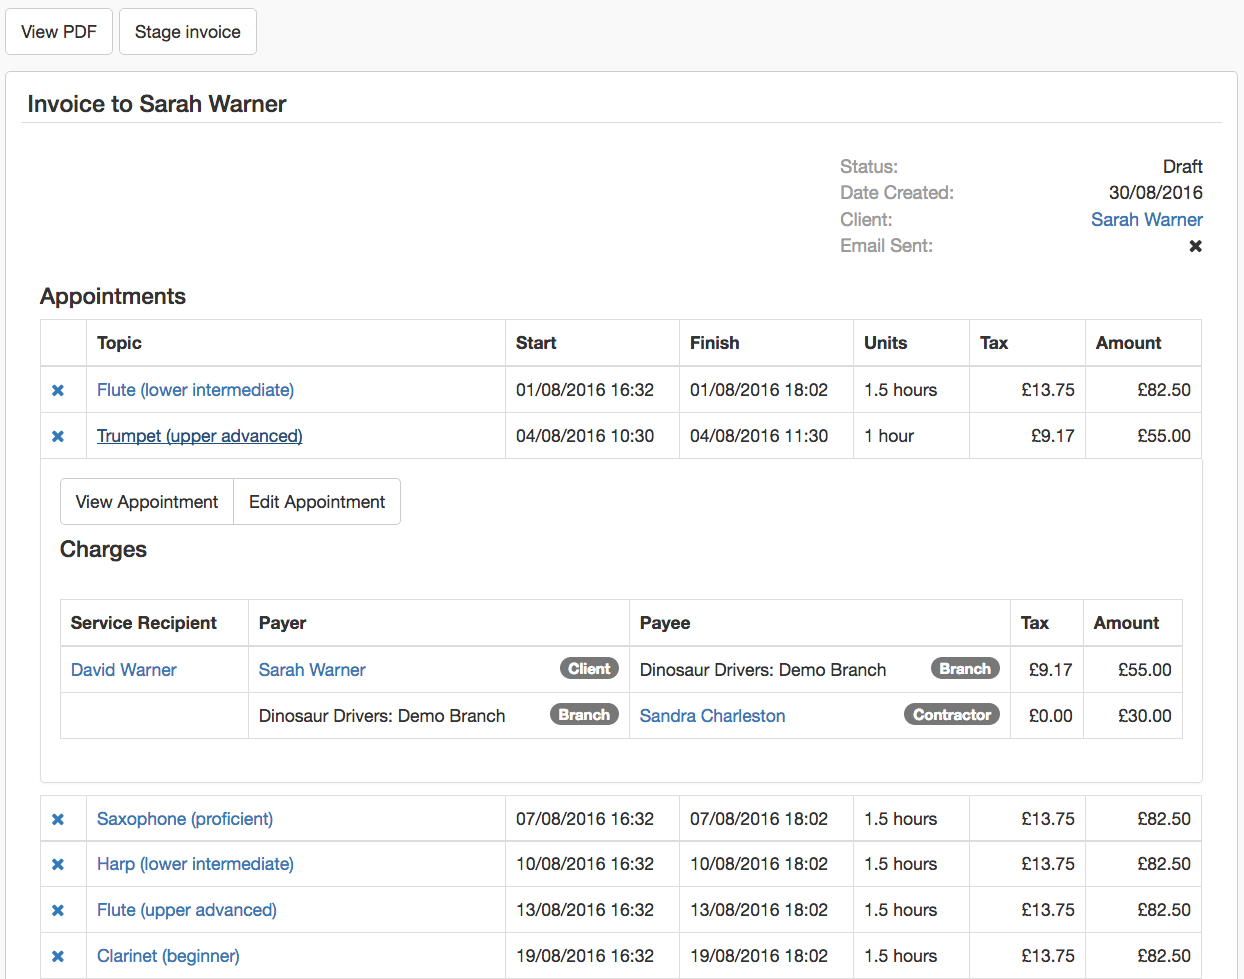 View PDF Stage invoice
Invoice to Sarah Warner
Status: Draft
Date Created: 30/08/2016
Client: Sarah Warner
Email Sent: ✖
Appointments
Topic Start Finish Units Tax Amount
✖ Flute (lower intermediate) 01/08/2016 16:32 01/08/2016 18:02 1.5 hours £13.75 £82.50
✖ Trumpet (upper advanced) 04/08/2016 10:30 04/08/2016 11:30 1 hour £9.17 £55.00
View Appointment Edit Appointment
Charges
Service Recipient Payer Payee Tax Amount
David Warner Sarah Warner Client Dinosaur Drivers: Demo Branch Branch £9.17 £55.00
Dinosaur Drivers: Demo Branch Branch Sandra Charleston Contractor £0.00 £30.00
✖ Saxophone (proficient) 07/08/2016 16:32 07/08/2016 18:02 1.5 hours £13.75 £82.50
✖ Harp (lower intermediate) 10/08/2016 16:32 10/08/2016 18:02 1.5 hours £13.75 £82.50
✖ Flute (upper advanced) 13/08/2016 16:32 13/08/2016 18:02 1.5 hours £13.75 £82.50
✖ Clarinet (beginner) 19/08/2016 16:32 19/08/2016 18:02 1.5 hours £13.75 £82.50